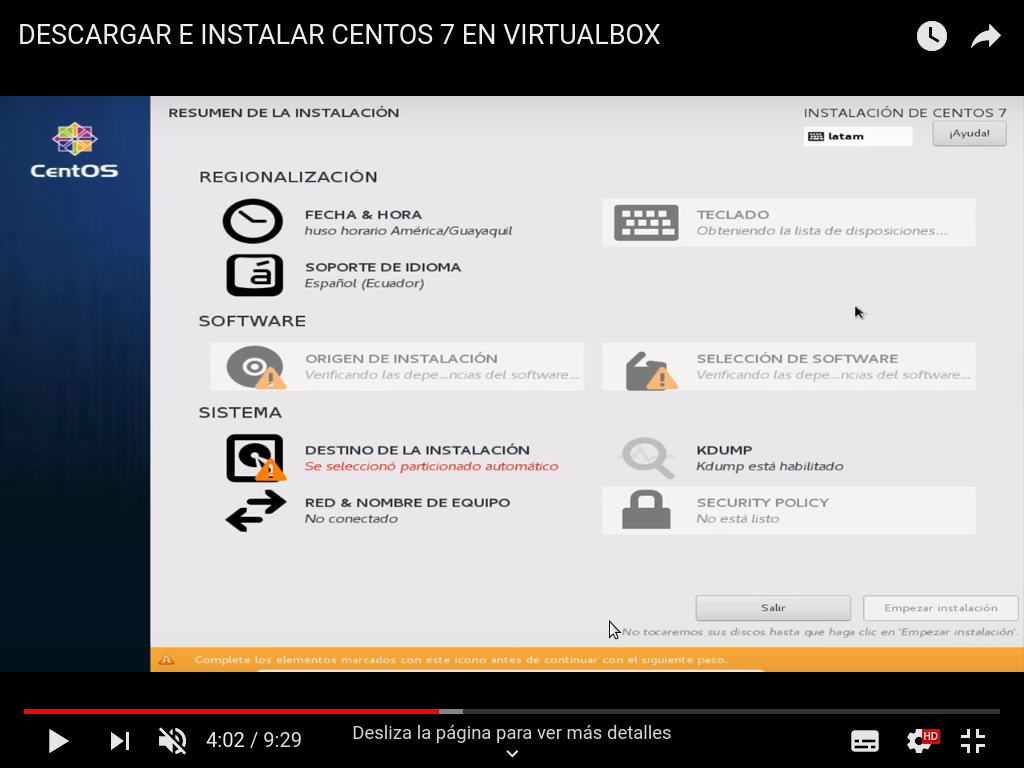 DESCARGAR E INSTALAR CENTOS 7 EN VIRTUALBOX
RESUMEN DE LA INSTALACIÓN
INSTALACIÓN DE CENTOS 7
latam
¡Ayuda!
CentOS
REGIONALIZACIÓN
FECHA & HORA
huso horario América/Guayaquil
TECLADO
Obteniendo la lista de disposiciones...
á
SOPORTE DE IDIOMA
Español (Ecuador)
SOFTWARE
ORIGEN DE INSTALACIÓN
Verificando las depe...ncias del software...
SELECCIÓN DE SOFTWARE
Verificando las depe...ncias del software...
SISTEMA
DESTINO DE LA INSTALACIÓN
Se seleccionó particionado automático
KDUMP
Kdump está habilitado
RED & NOMBRE DE EQUIPO
No conectado
SECURITY POLICY
No está listo
Salir
Empezar instalación
No tocaremos sus discos hasta que haga clic en 'Empezar instalación'.
Complete los elementos marcados con este icono antes de continuar con el siguiente paso.
4:02 / 9:29
Desliza la página para ver más detalles
HD